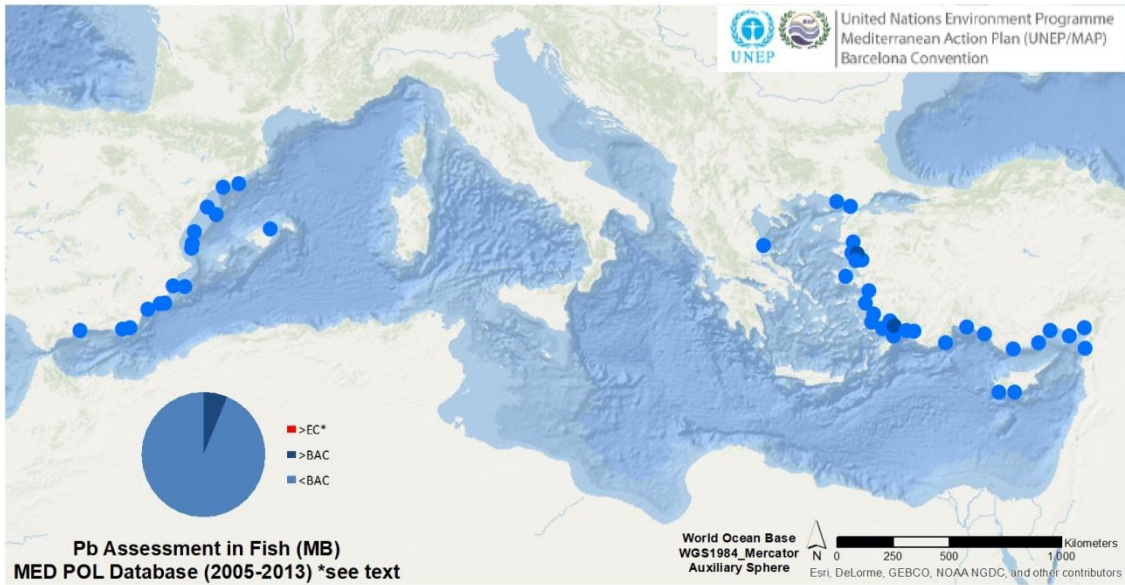 UNEP
MAP
United Nations Environment Programme
Mediterranean Action Plan (UNEP/MAP)
Barcelona Convention
>EC*
>BAC
<BAC
Pb Assessment in Fish (MB)
MED POL Database (2005-2013) *see text
World Ocean Base
WGS1984_Mercator
Auxiliary Sphere
N
Kilometers
0 250 500 1.000
Esri, DeLorme, GEBCO, NOAA NGDC, and other contributors